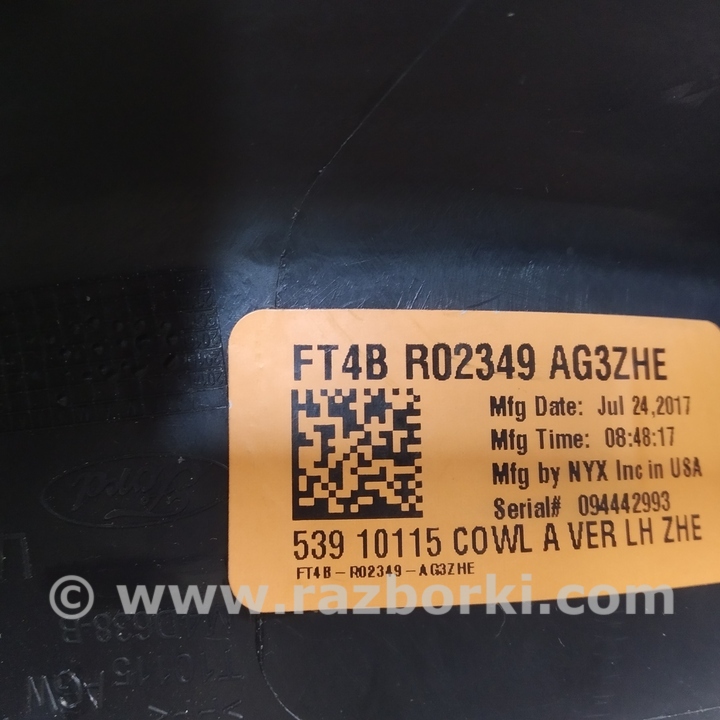 FT4B R02349 AG3ZHE
Mfg Date: Jul 24,2017
Mfg Time: 08:48:17
Mfg by NYX Inc in USA
Serial# 094442993
539 10115 COWL A VER LH ZHE
FT4B-R02349-AG3ZHE
Ford
© www.razborki.com